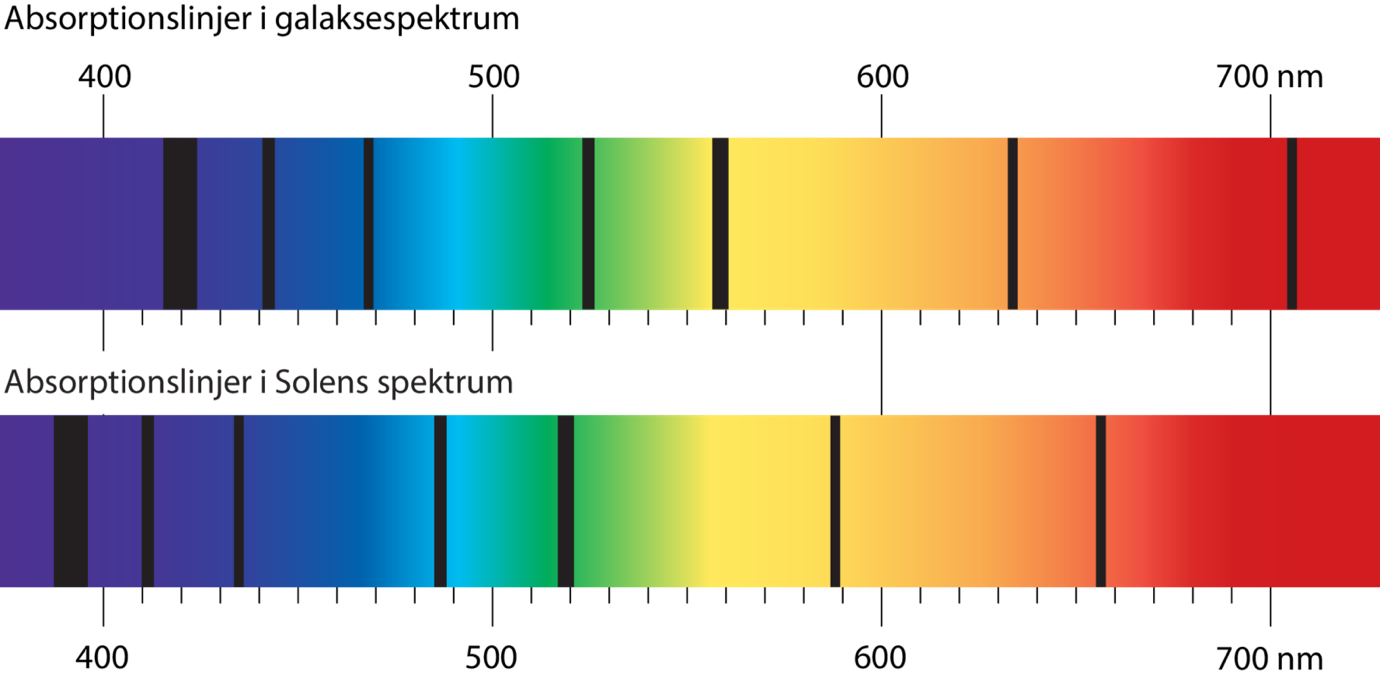 Absorptionslinjer i galaksespektrum
400 500 600 700 nm
Absorptionslinjer i Solens spektrum
400 500 600 700 nm